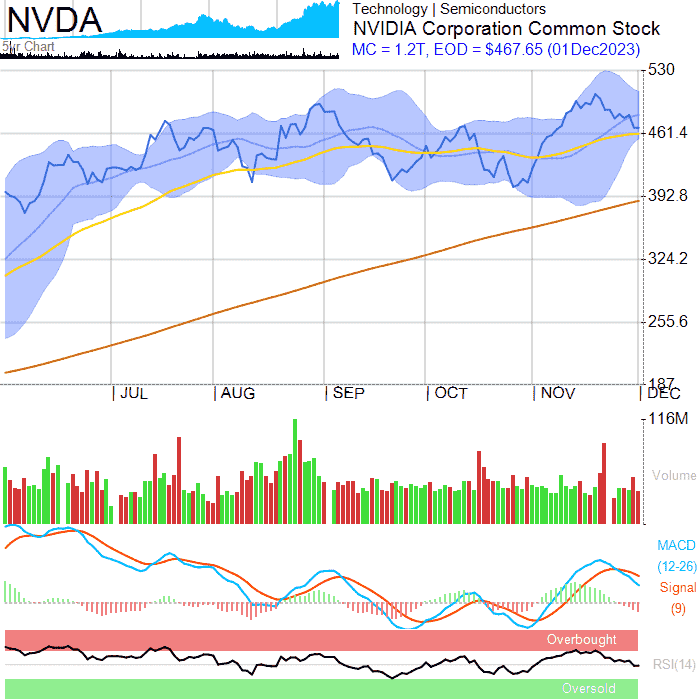 NVDA
5Yr Chart
Technology | Semiconductors
NVIDIA Corporation Common Stock
MC = 1.2T, EOD = $467.65 (01Dec2023)
530
461.4
392.8
324.2
255.6
187
JUL
AUG
SEP
OCT
NOV
DEC
116M
Volume
MACD
(12-26)
Signal
(9)
Overbought
RSI(14)
Oversold